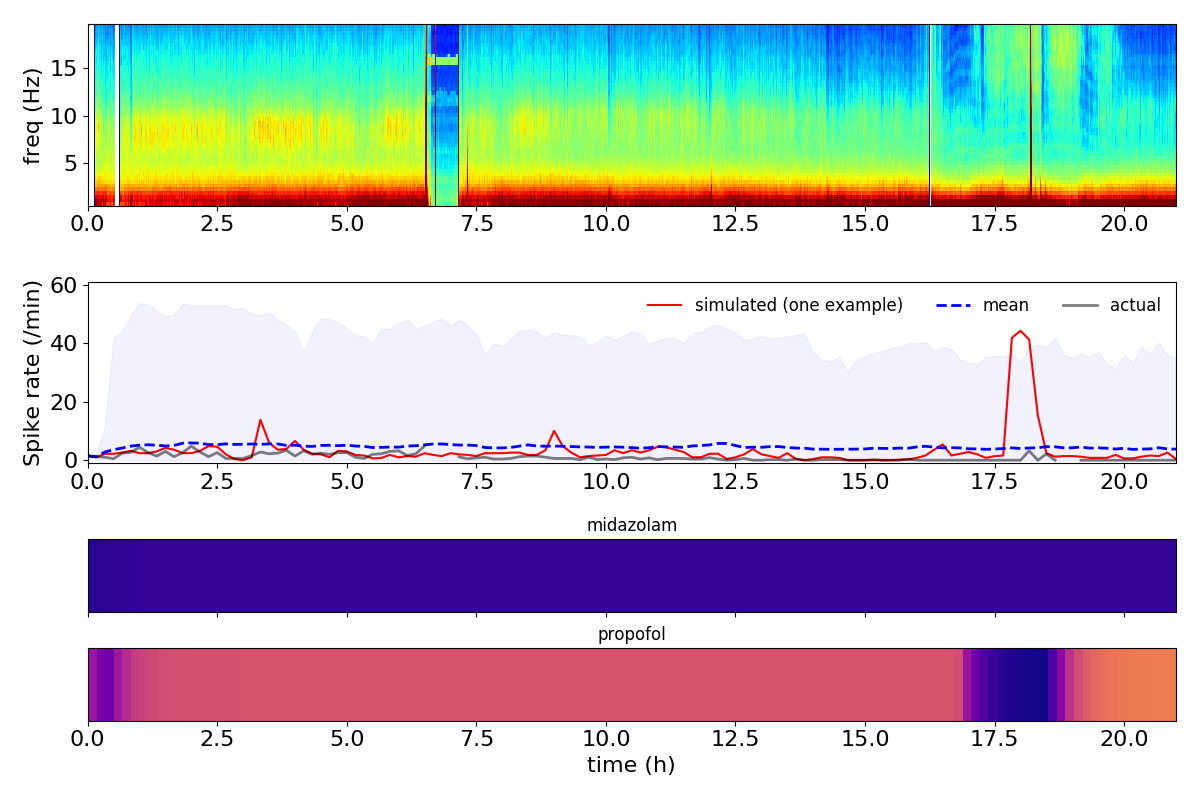 freq (Hz)
15
10
5
0.0 2.5 5.0 7.5 10.0 12.5 15.0 17.5 20.0
Spike rate (/min)
60
40
20
0
simulated (one example) mean actual
0.0 2.5 5.0 7.5 10.0 12.5 15.0 17.5 20.0
midazolam
propofol
0.0 2.5 5.0 7.5 10.0 12.5 15.0 17.5 20.0
time (h)